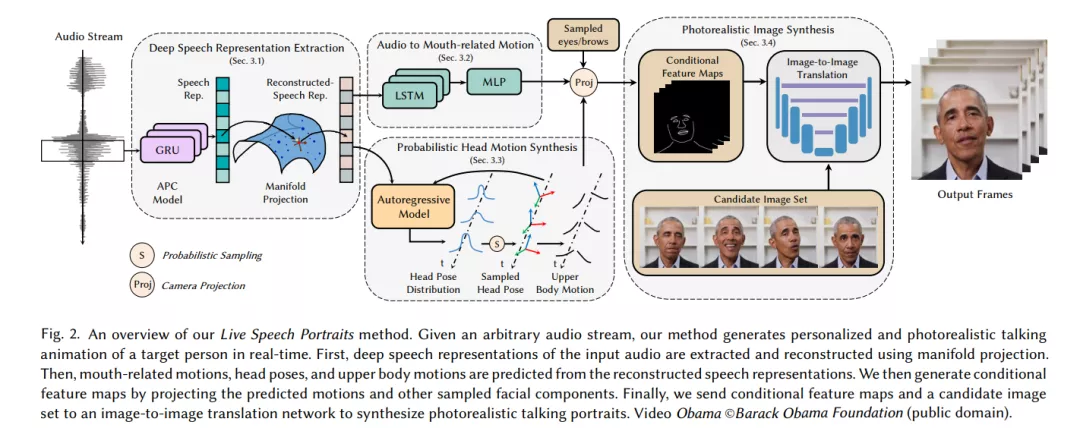 Audio Stream
Deep Speech Representation Extraction
(Sec. 3.1)
Speech
Rep.
Reconstructed-
Speech Rep.
GRU
APC
Model
Manifold
Projection
S
Probabilistic Sampling
Proj
Camera Projection
Audio to Mouth-related Motion
(Sec. 3.2)
LSTM
MLP
Sampled
eyes/brows
Proj
Probabilistic Head Motion Synthesis
(Sec. 3.3)
Autoregressive
Model
S
t
t
t
Head Pose
Distribution
Sampled
Head Pose
Upper
Body Motion
Photorealistic Image Synthesis
(Sec. 3.4)
Conditional
Feature Maps
Image-to-Image
Translation
Candidate Image Set
Output Frames
Fig. 2. An overview of our Live Speech Portraits method. Given an arbitrary audio stream, our method generates personalized and photorealistic talking
animation of a target person in real-time. First, deep speech representations of the input audio are extracted and reconstructed using manifold projection.
Then, mouth-related motions, head poses, and upper body motions are predicted from the reconstructed speech representations. We then generate conditional
feature maps by projecting the predicted motions and other sampled facial components. Finally, we send conditional feature maps and a candidate image
set to an image-to-image translation network to synthesize photorealistic talking portraits. Video Obama ©Barack Obama Foundation (public domain).